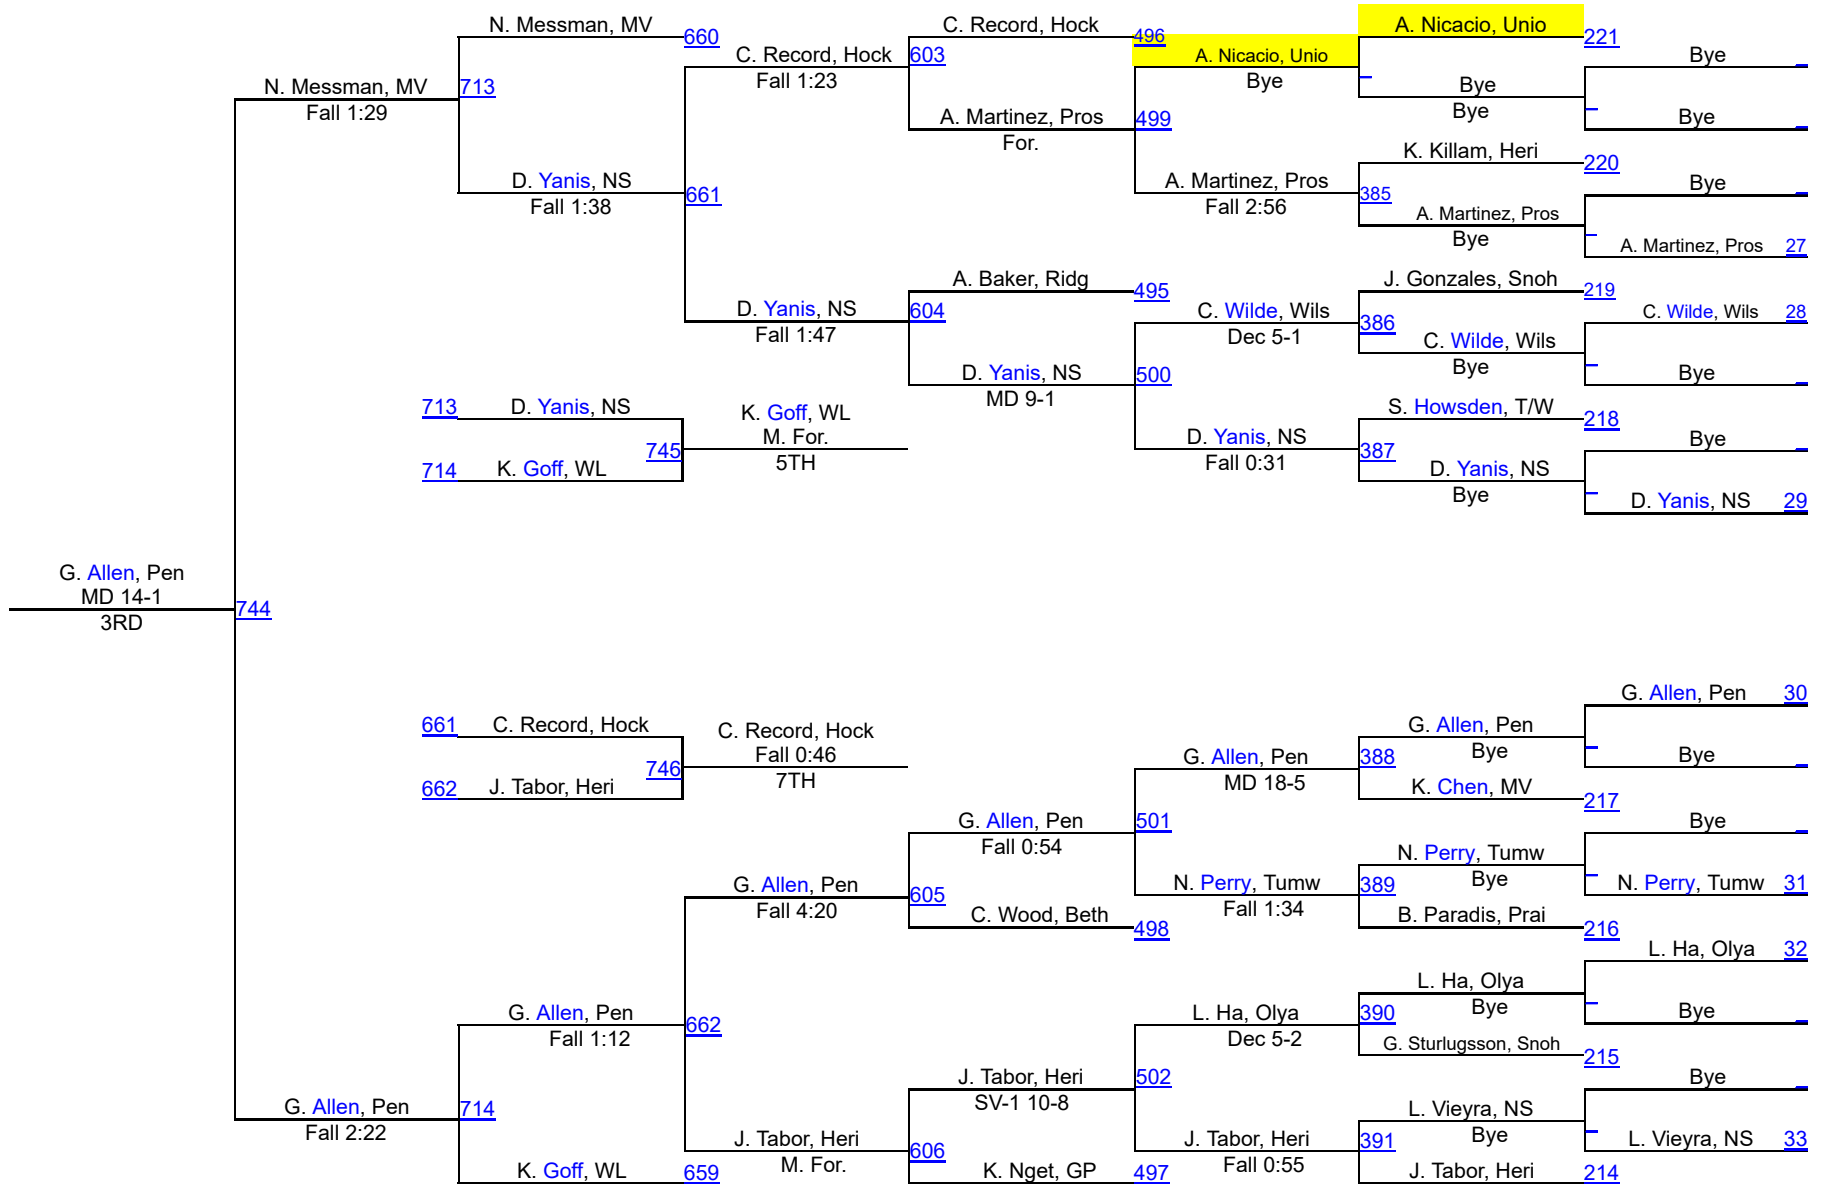 N. Messman, MV
660
C. Record, Hock
496
A. Nicacio, Unio
221
Bye
N. Messman, MV
Fall 1:29
713
C. Record, Hock
Fall 1:23
603
A. Nicacio, Unio
Bye
Bye
Bye
Bye
A. Martinez, Pros
For.
499
K. Killam, Heri
220
Bye
D. Yanis, NS
Fall 1:38
661
A. Martinez, Pros
Fall 2:56
385
A. Martinez, Pros
Bye
A. Martinez, Pros 27
A. Baker, Ridg
495
J. Gonzales, Snoh
219
C. Wilde, Wils 28
D. Yanis, NS
Fall 1:47
604
C. Wilde, Wils
Dec 5-1
386
C. Wilde, Wils
Bye
Bye
D. Yanis, NS
MD 9-1
500
713 D. Yanis, NS
714 K. Goff, WL
745
K. Goff, WL
M. For.
5TH
S. Howsden, T/W
218
Bye
D. Yanis, NS
Fall 0:31
387
D. Yanis, NS
Bye
D. Yanis, NS 29
G. Allen, Pen
MD 14-1
3RD
744
G. Allen, Pen 30
661 C. Record, Hock
662 J. Tabor, Heri
746
C. Record, Hock
Fall 0:46
7TH
G. Allen, Pen
MD 18-5
388
G. Allen, Pen
Bye
Bye
K. Chen, MV
217
G. Allen, Pen
Fall 0:54
501
Bye
N. Perry, Tumw
Bye
N. Perry, Tumw
Fall 1:34
389
N. Perry, Tumw 31
G. Allen, Pen
Fall 4:20
605
C. Wood, Beth
498
B. Paradis, Prai
216
L. Ha, Olya 32
G. Allen, Pen
Fall 1:12
662
L. Ha, Olya
Dec 5-2
390
L. Ha, Olya
Bye
Bye
G. Sturlugsson, Snoh
215
J. Tabor, Heri
SV-1 10-8
502
Bye
G. Allen, Pen
Fall 2:22
714
J. Tabor, Heri
M. For.
606
J. Tabor, Heri
Fall 0:55
391
L. Vieyra, NS
Bye
L. Vieyra, NS 33
K. Goff, WL
659
K. Nget, GP
497
J. Tabor, Heri
214